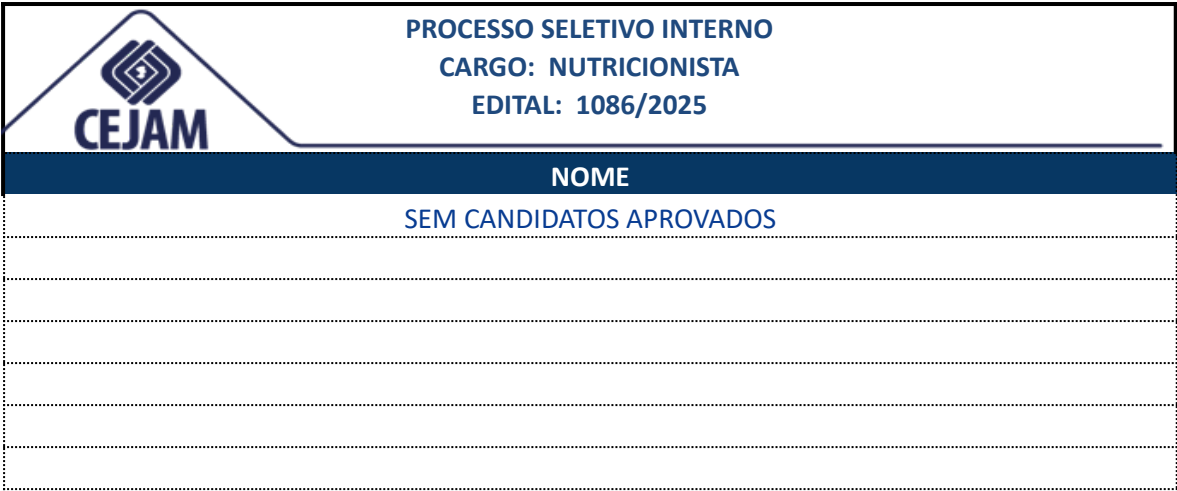 PROCESSO SELETIVO INTERNO
CARGO: NUTRICIONISTA
EDITAL: 1086/2025
CEJAM
NOME
SEM CANDIDATOS APROVADOS